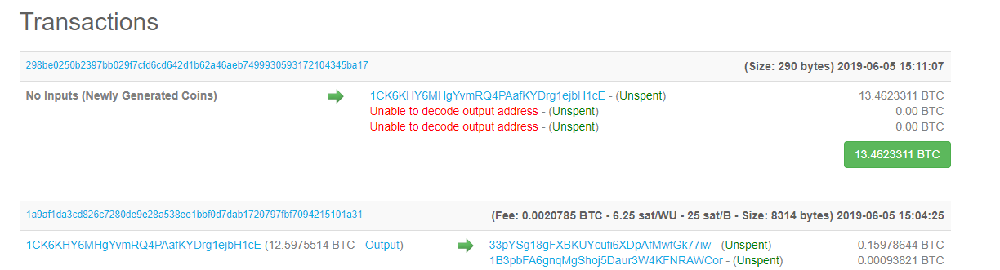 Transactions
298be0250b2397bb029f7cfd6cd642d1b62a46aeb7499930593172104345ba17 (Size: 290 bytes) 2019-06-05 15:11:07
No Inputs (Newly Generated Coins) 1CK6KHY6MHgYvmRQ4PAafKYDrg1ejbH1cE - (Unspent) 13.4623311 BTC
Unable to decode output address - (Unspent) 0.00 BTC
Unable to decode output address - (Unspent) 0.00 BTC
13.4623311 BTC
1a9af1da3cd826c7280de9e28a538ee1bbf0d7dab1720797fbf7094215101a31 (Fee: 0.0020785 BTC - 6.25 sat/WU - 25 sat/B - Size: 8314 bytes) 2019-06-05 15:04:25
1CK6KHY6MHgYvmRQ4PAafKYDrg1ejbH1cE (12.5975514 BTC - Output) 33pYSg18gFXBKUYcufi6XDpAfMwfGk77iw - (Unspent) 0.15978644 BTC
1B3pbFA6gnqMgShoj5Daur3W4KFNRAWCor - (Unspent) 0.00093821 BTC